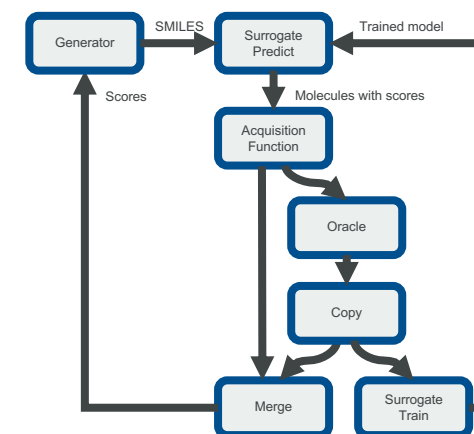 Generator
SMILES
Surrogate
Predict
Trained model
Scores
Molecules with scores
Acquisition
Function
Oracle
Copy
Merge
Surrogate
Train